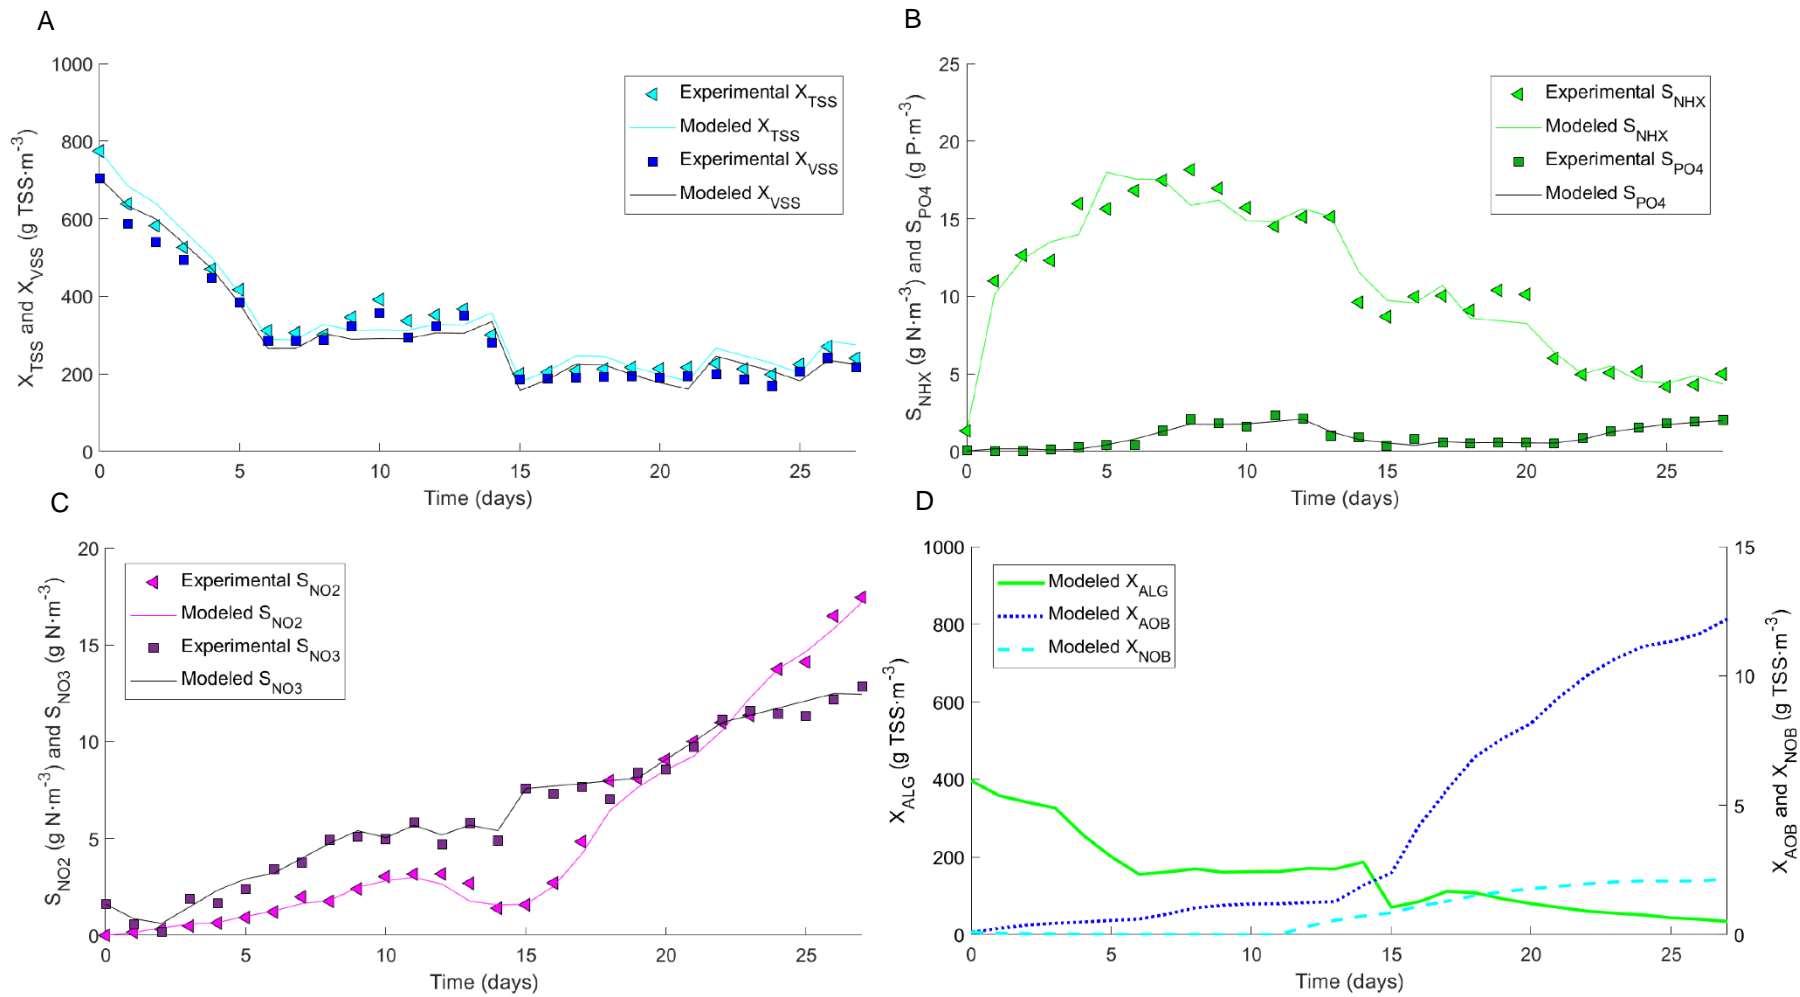 A
1000
800
600
400
200
0
0 5 10 15 20 25
X_TSS and X_VSS (g TSS·m^-3)
Time (days)
Experimental X_TSS
Modeled X_TSS
Experimental X_VSS
Modeled X_VSS
B
25
20
15
10
5
0
0 5 10 15 20 25
S_NHX (g N·m^-3) and S_PO4 (g P·m^-3)
Time (days)
Experimental S_NHX
Modeled S_NHX
Experimental S_PO4
Modeled S_PO4
C
20
15
10
5
0
0 5 10 15 20 25
S_NO2 (g N·m^-3) and S_NO3 (g N·m^-3)
Time (days)
Experimental S_NO2
Modeled S_NO2
Experimental S_NO3
Modeled S_NO3
D
1000
800
600
400
200
0
0 5 10 15 20 25
X_ALG (g TSS·m^-3)
Time (days)
Modeled X_ALG
Modeled X_AOB
Modeled X_NOB
15
10
5
0
X_AOB and X_NOB (g TSS·m^-3)